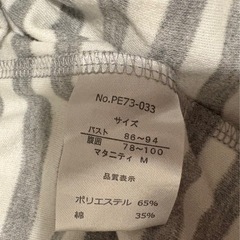 No.PE73-033
サイズ
バスト 86~94
腹囲 78~100
マタニティ M
品質表示
ポリエステル 65%
綿 35%